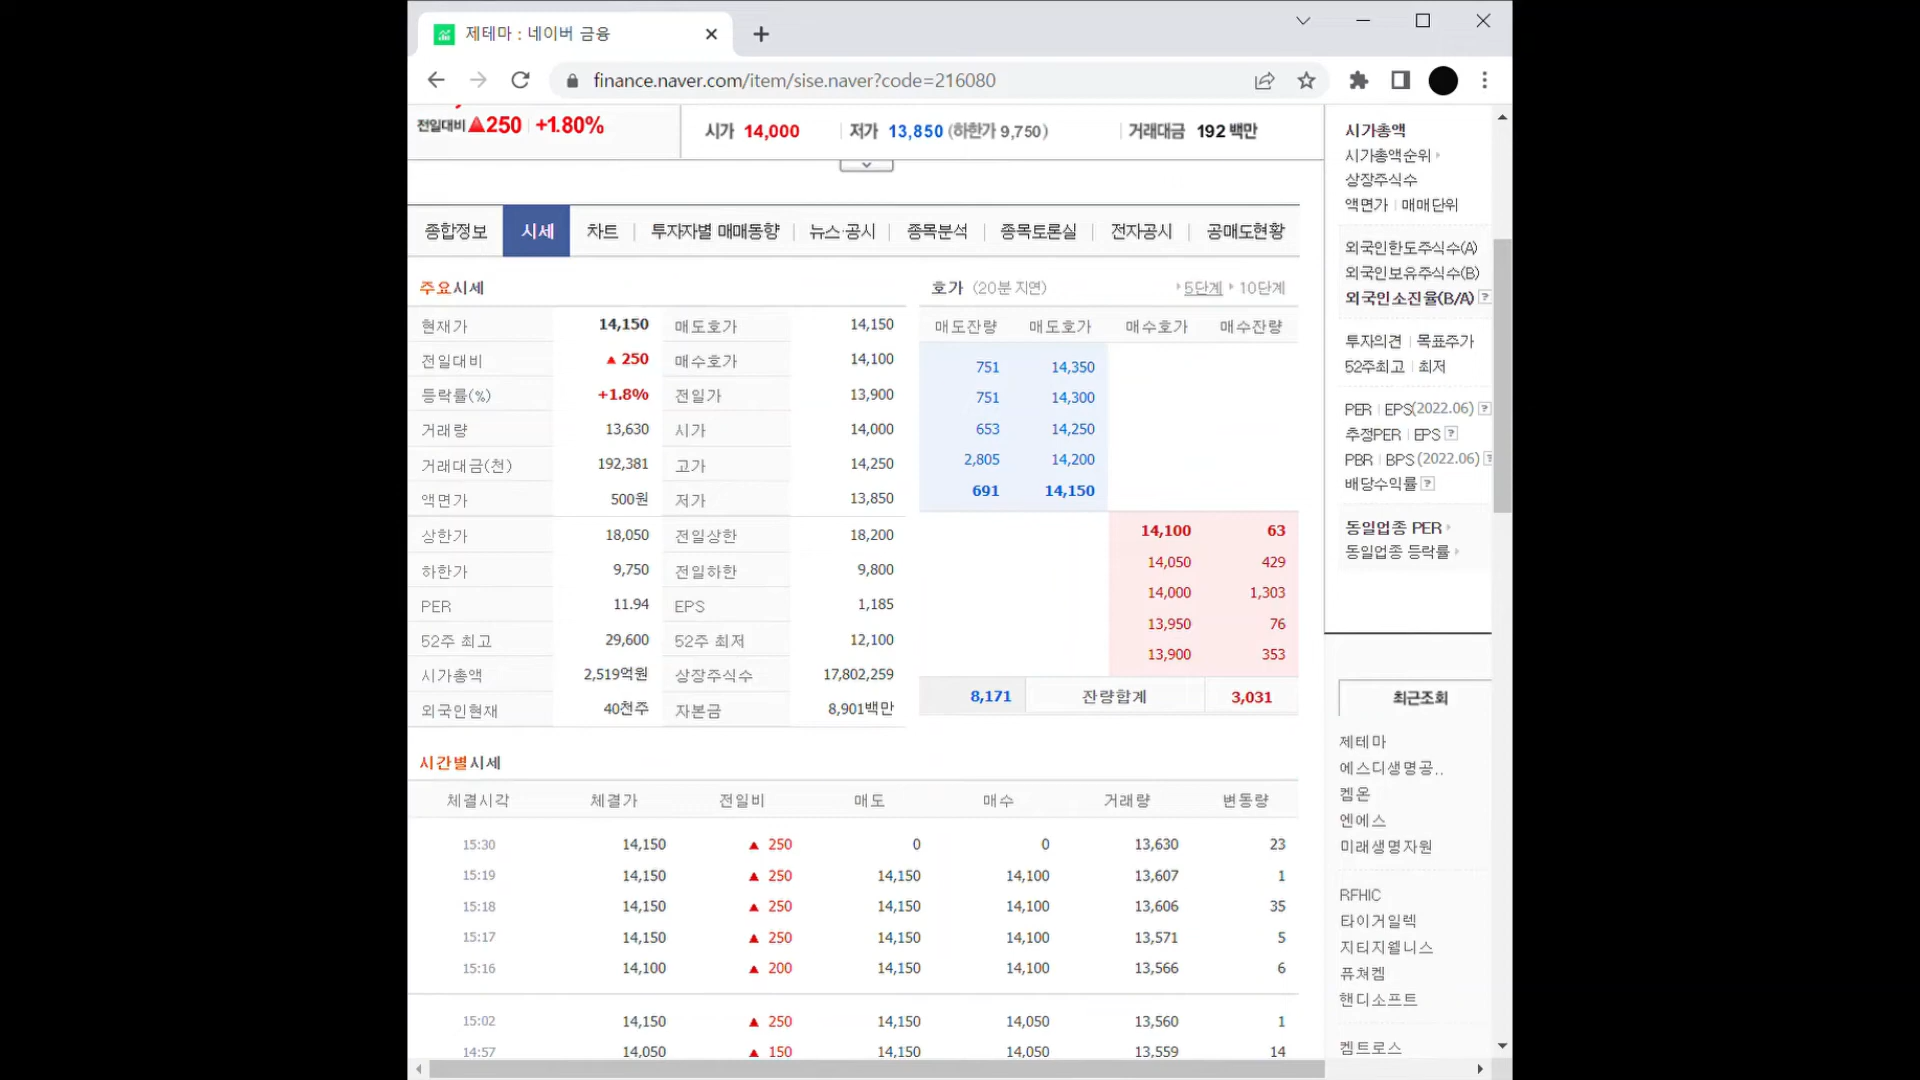 제테마 : 네이버 금융
finance.naver.com/item/sise.naver?code=216080
전일대비 ▲250 +1.80%
시가 14,000 저가 13,850 (하한가 9,750) 거래대금 192 백만
종합정보 시세 차트 투자자별 매매동향 뉴스·공시 종목분석 종목토론실 전자공시 공매도현황
주요시세
현재가 14,150 매도호가 14,150
전일대비 ▲ 250 매수호가 14,100
등락률(%) +1.8% 전일가 13,900
거래량 13,630 시가 14,000
거래대금(천) 192,381 고가 14,250
액면가 500원 저가 13,850
상한가 18,050 전일상한 18,200
하한가 9,750 전일하한 9,800
PER 11.94 EPS 1,185
52주 최고 29,600 52주 최저 12,100
시가총액 2,519억원 상장주식수 17,802,259
외국인현재 40천주 자본금 8,901백만
호가 (20분 지연) 5단계 10단계
매도잔량 매도호가 매수호가 매수잔량
751 14,350
751 14,300
653 14,250
2,805 14,200
691 14,150
14,100 63
14,050 429
14,000 1,303
13,950 76
13,900 353
8,171 잔량합계 3,031
시간별시세
체결시각 체결가 전일비 매도 매수 거래량 변동량
15:30 14,150 ▲ 250 0 0 13,630 23
15:19 14,150 ▲ 250 14,150 14,100 13,607 1
15:18 14,150 ▲ 250 14,150 14,100 13,606 35
15:17 14,150 ▲ 250 14,150 14,100 13,571 5
15:16 14,100 ▲ 200 14,150 14,100 13,566 6
15:02 14,150 ▲ 250 14,150 14,050 13,560 1
14:57 14,050 ▲ 150 14,150 14,050 13,559 14
시가총액
시가총액순위
상장주식수
액면가 매매단위
외국인한도주식수(A)
외국인보유주식수(B)
외국인소진율(B/A) ?
투자의견 목표주가
52주최고 최저
PER EPS(2022.06) ?
추정PER EPS ?
PBR BPS (2022.06) ?
배당수익률 ?
동일업종 PER
동일업종 등락률
최근조회
제테마
에스디생명공..
켐온
엔에스
미래생명자원
RFHIC
타이거일렉
지티지웰니스
퓨쳐켐
핸디소프트
켐트로스